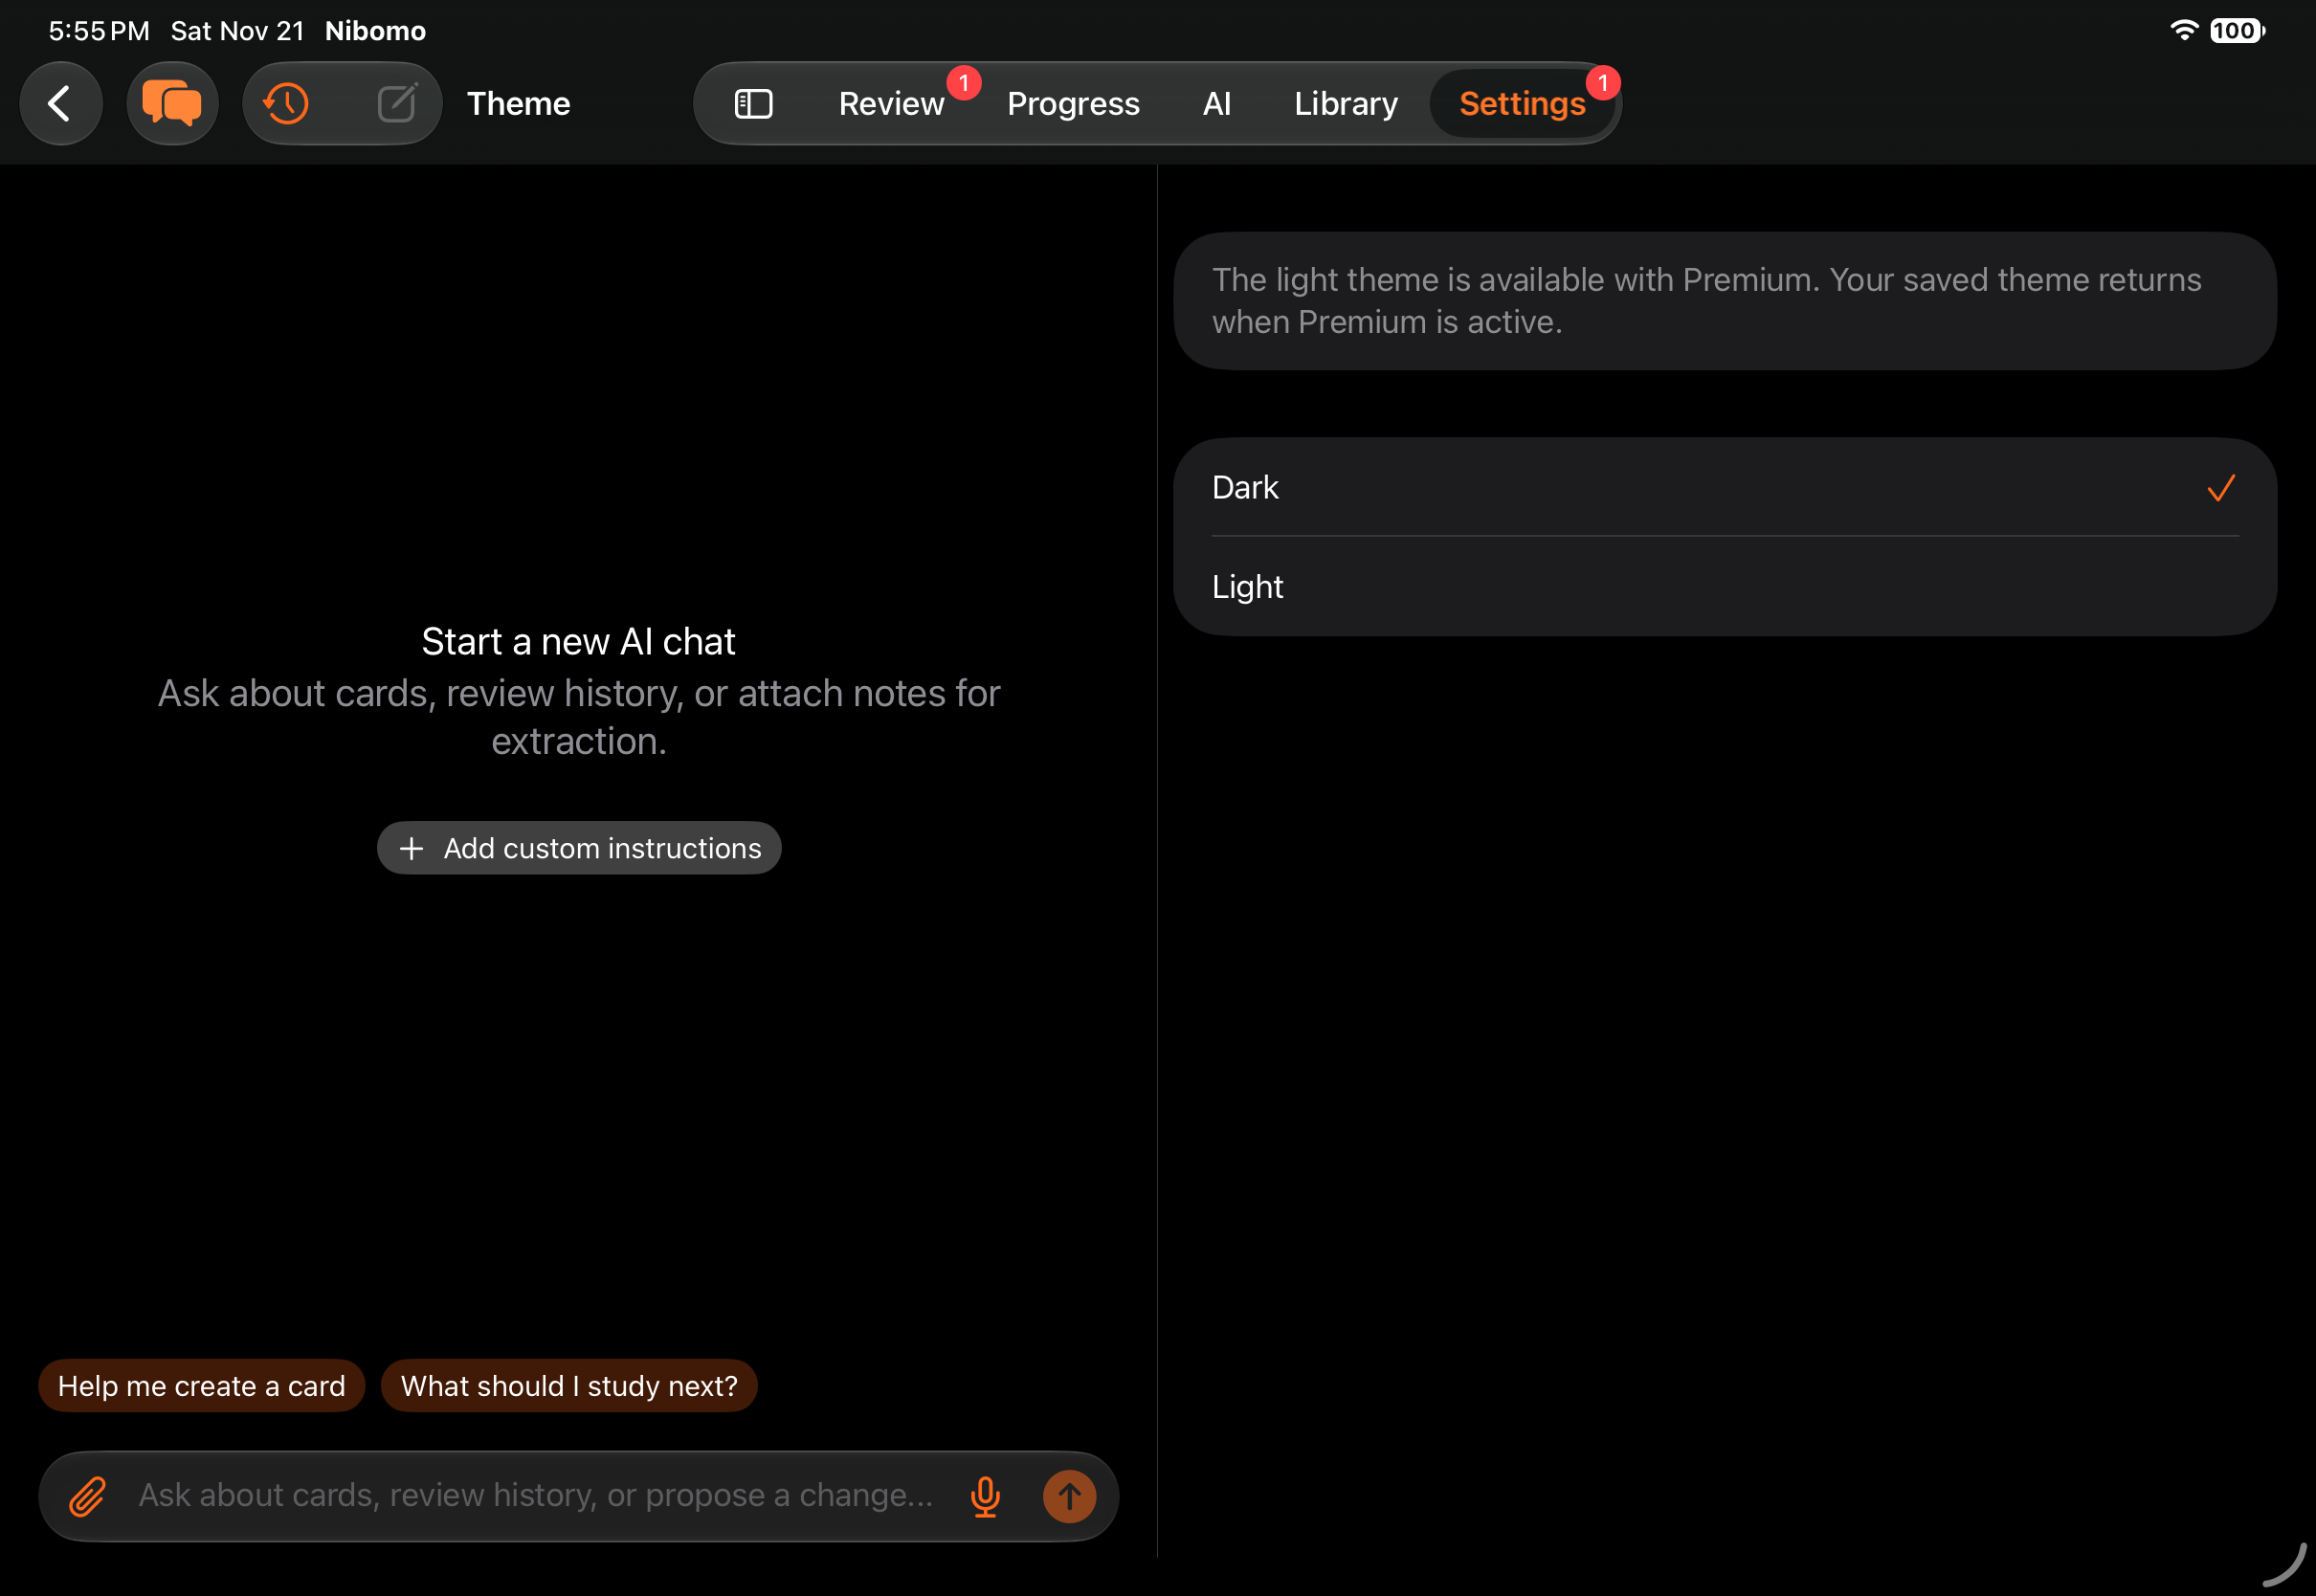 5:55 PM Sat Nov 21 Nibomo
100
Theme
Review 1
Progress
AI
Library
Settings 1
The light theme is available with Premium. Your saved theme returns
when Premium is active.
Dark
Light
Start a new AI chat
Ask about cards, review history, or attach notes for
extraction.
Add custom instructions
Help me create a card
What should I study next?
Ask about cards, review history, or propose a change...